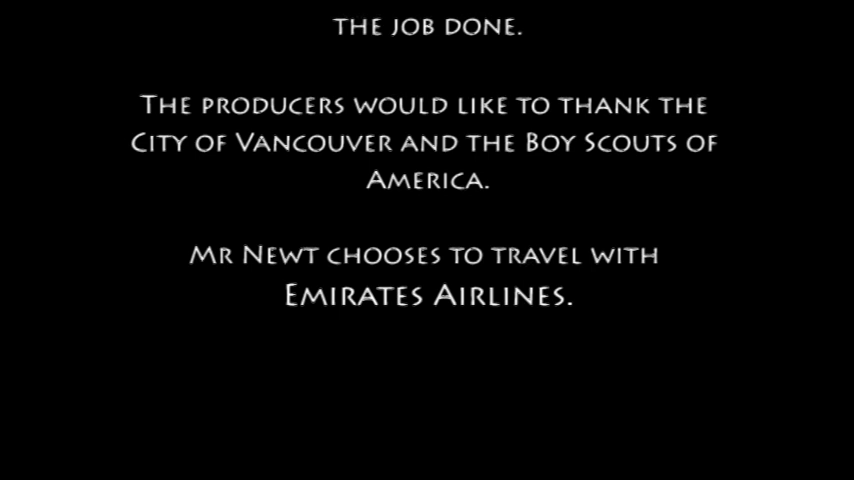 THE JOB DONE.
THE PRODUCERS WOULD LIKE TO THANK THE
CITY OF VANCOUVER AND THE BOY SCOUTS OF
AMERICA.
MR NEWT CHOOSES TO TRAVEL WITH
EMIRATES AIRLINES.